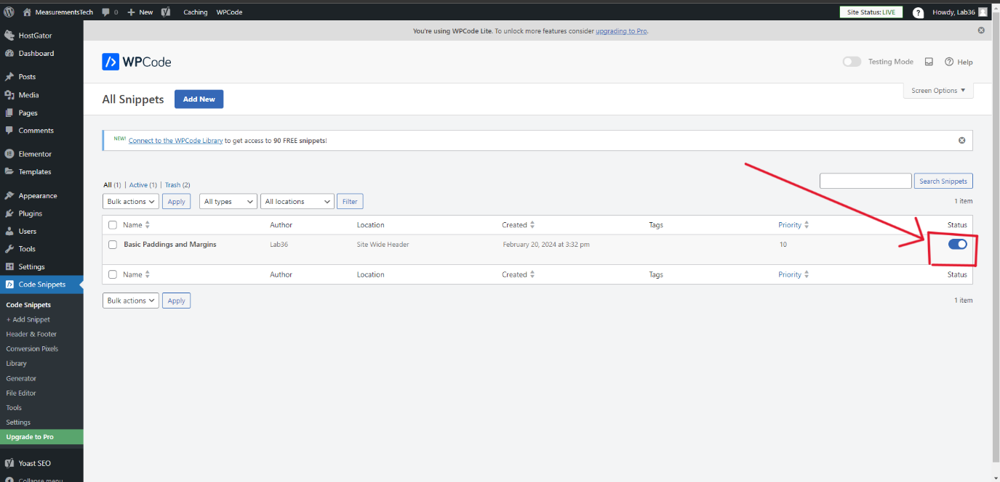 MeasurementsTech 0 New Caching WPCode Site Status: LIVE ? Howdy, Lab36
You're using WPCode Lite. To unlock more features consider upgrading to Pro.
HostGator
Dashboard
Posts
Media
Pages
Comments
Elementor
Templates
Appearance
Plugins
Users
Tools
Settings
Code Snippets
Code Snippets
+ Add Snippet
Header & Footer
Conversion Pixels
Library
Generator
File Editor
Tools
Settings
Upgrade to Pro
Yoast SEO
Collapse menu
WPCode
Testing Mode Help
All Snippets Add New
Screen Options
NEW! Connect to the WPCode Library to get access to 90 FREE snippets!
All (1) | Active (1) | Trash (2)
Search Snippets
Bulk actions Apply All types All locations Filter
1 item
Name Author Location Created Tags Priority Status
Basic Paddings and Margins Lab36 Site Wide Header February 20, 2024 at 3:32 pm 10
Name Author Location Created Tags Priority Status
Bulk actions Apply
1 item